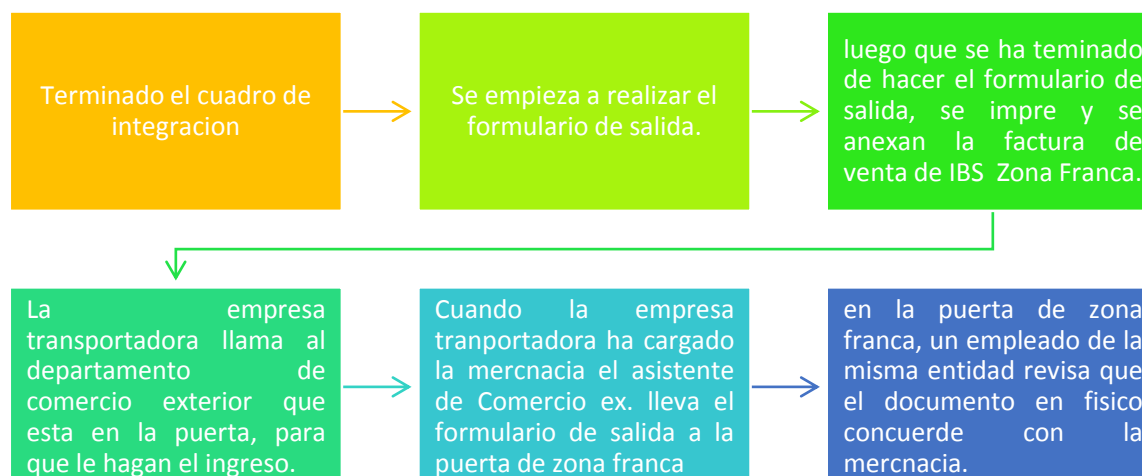 Terminado el cuadro de
integracion
Se empieza a realizar el
formulario de salida.
luego que se ha teminado
de hacer el formulario de
salida, se impre y se
anexan la factura de
venta de IBS Zona Franca.
La empresa
transportadora llama al
departamento de
comercio exterior que
esta en la puerta, para
que le hagan el ingreso.
Cuando la empresa
tranportadora ha cargado
la mercnacia el asistente
de Comercio ex. lleva el
formulario de salida a la
puerta de zona franca
en la puerta de zona
franca, un empleado de la
misma entidad revisa que
el documento en fisico
concuerde con la
mercnacia.